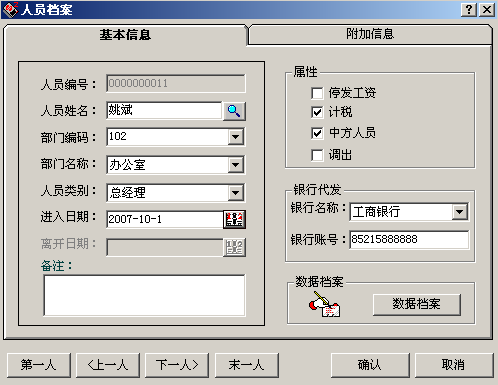 人员档案
基本信息
附加信息
人员编号： 0000000011
人员姓名： 姚斌
部门编码： 102
部门名称： 办公室
人员类别： 总经理
进入日期： 2007-10-1
离开日期：
备注：
属性
停发工资
计税
中方人员
调出
银行代发
银行名称： 工商银行
银行账号： 85215888888
数据档案
数据档案
第一人 <上一人 下一人> 末一人 确认 取消